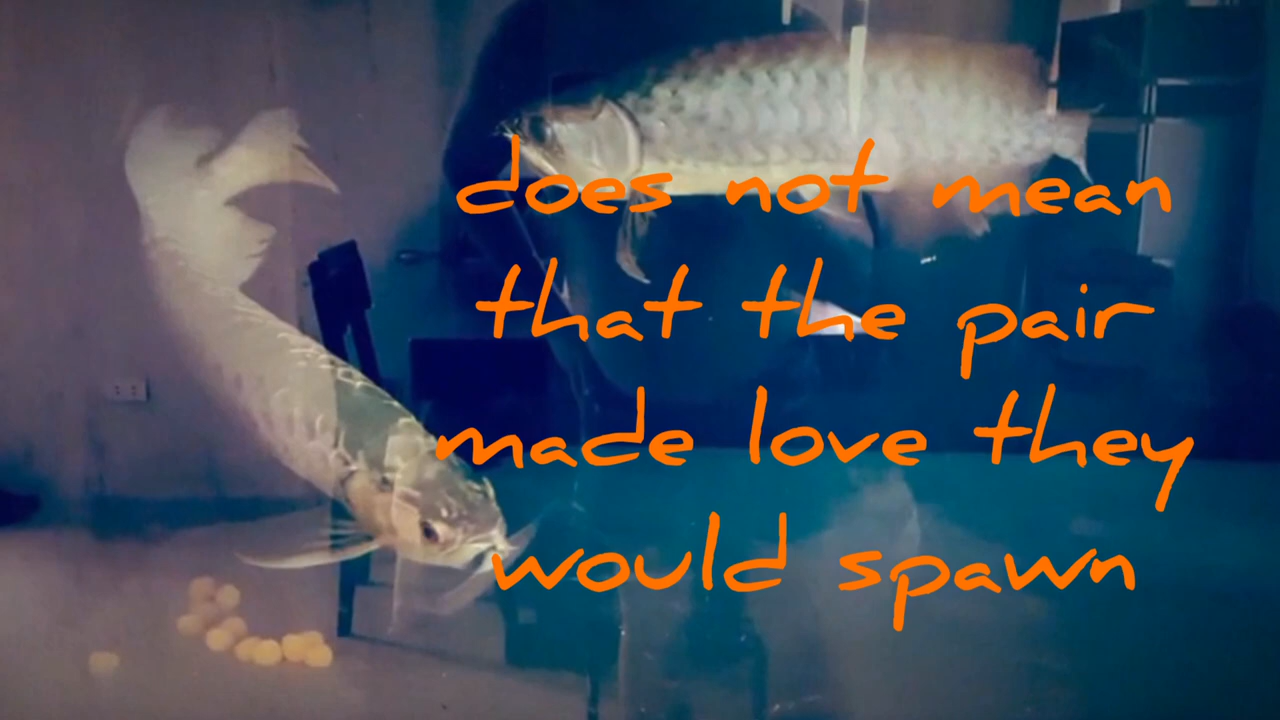 does not mean
that the pair
made love they
would spawn